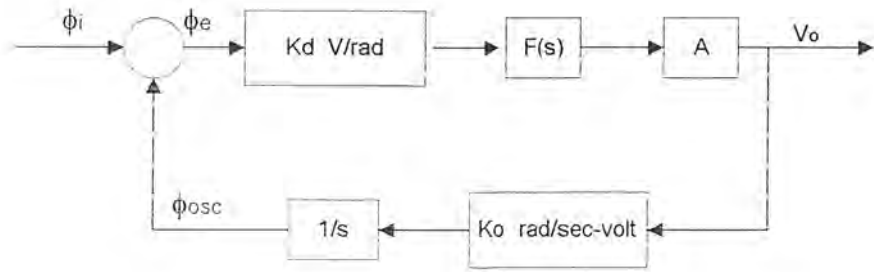 ϕi
ϕe
Kd V/rad
F(s)
A
Vo
ϕosc
1/s
Ko rad/sec-volt